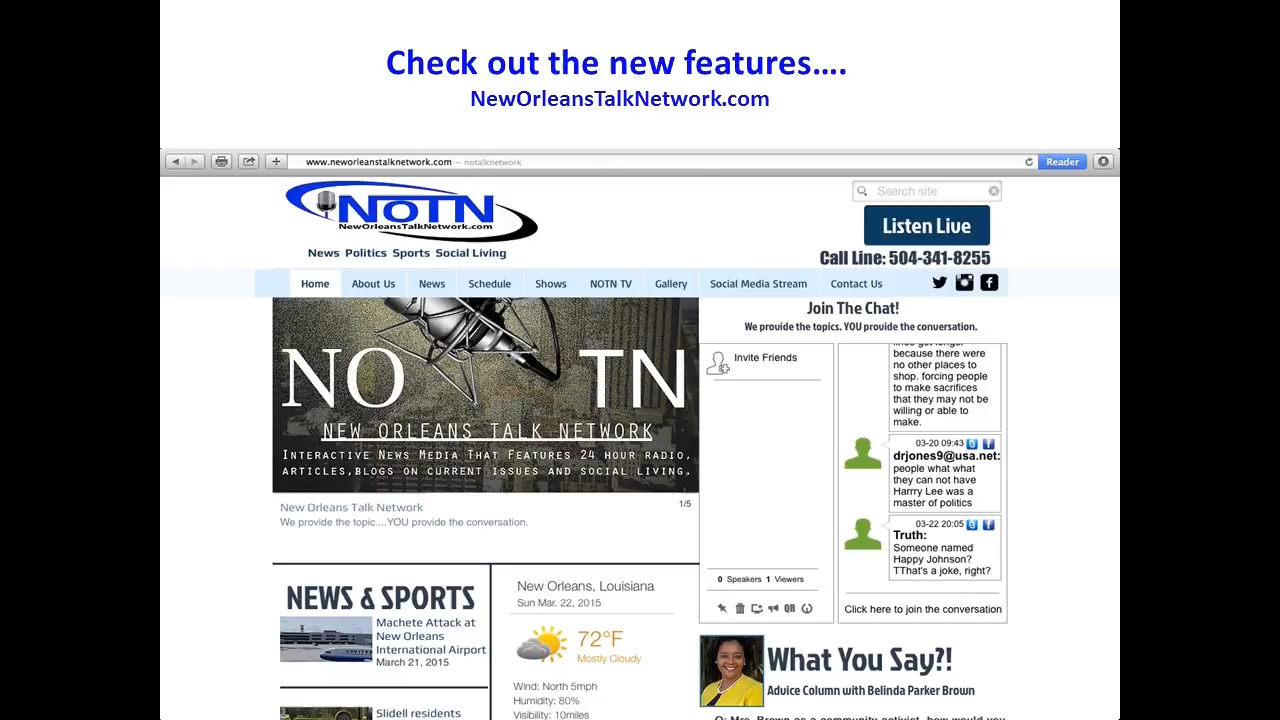 Check out the new features….
NewOrleansTalkNetwork.com
www.neworleanstalknetwork.com — notalknetwork
Reader
NOTN
NewOrleansTalkNetwork.com
News Politics Sports Social Living
Search site
Listen Live
Call Line: 504-341-8255
Home
About Us
News
Schedule
Shows
NOTN TV
Gallery
Social Media Stream
Contact Us
NO TN
NEW ORLEANS TALK NETWORK
INTERACTIVE NEWS MEDIA THAT FEATURES 24 HOUR RADIO,
ARTICLES,BLOGS ON CURRENT ISSUES AND SOCIAL LIVING.
New Orleans Talk Network
1/5
We provide the topic....YOU provide the conversation.
Join The Chat!
We provide the topics. YOU provide the conversation.
Invite Friends
0 Speakers 1 Viewers
QR
because there were
no other places to
shop. forcing people
to make sacrifices
that they may not be
willing or able to
make.
03-20 09:43
drjones9@usa.net:
people what what
they can not have
Harrry Lee was a
master of politics
03-22 20:05
Truth:
Someone named
Happy Johnson?
TThat's a joke, right?
Click here to join the conversation
NEWS & SPORTS
Machete Attack at
New Orleans
International Airport
March 21, 2015
Slidell residents
New Orleans, Louisiana
Sun Mar. 22, 2015
72°F
Mostly Cloudy
Wind: North 5mph
Humidity: 80%
Visibility: 10miles
What You Say?!
Advice Column with Belinda Parker Brown
Q: Mrs. Brown as a community activist, how would you